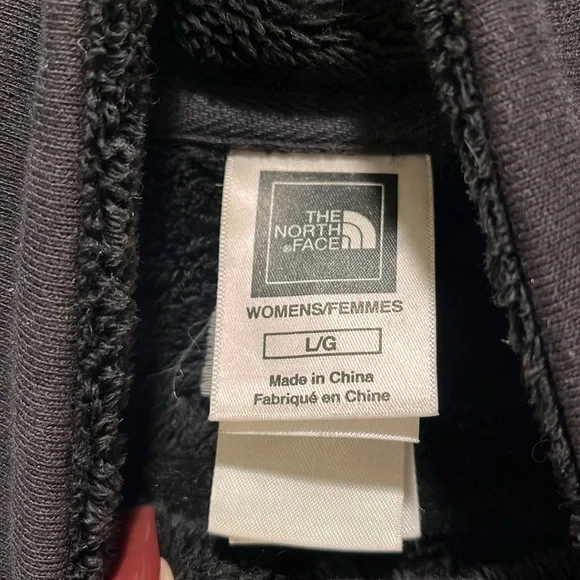 THE
NORTH
®FACE
WOMENS/FEMMES
L/G
Made in China
Fabriqué en Chine